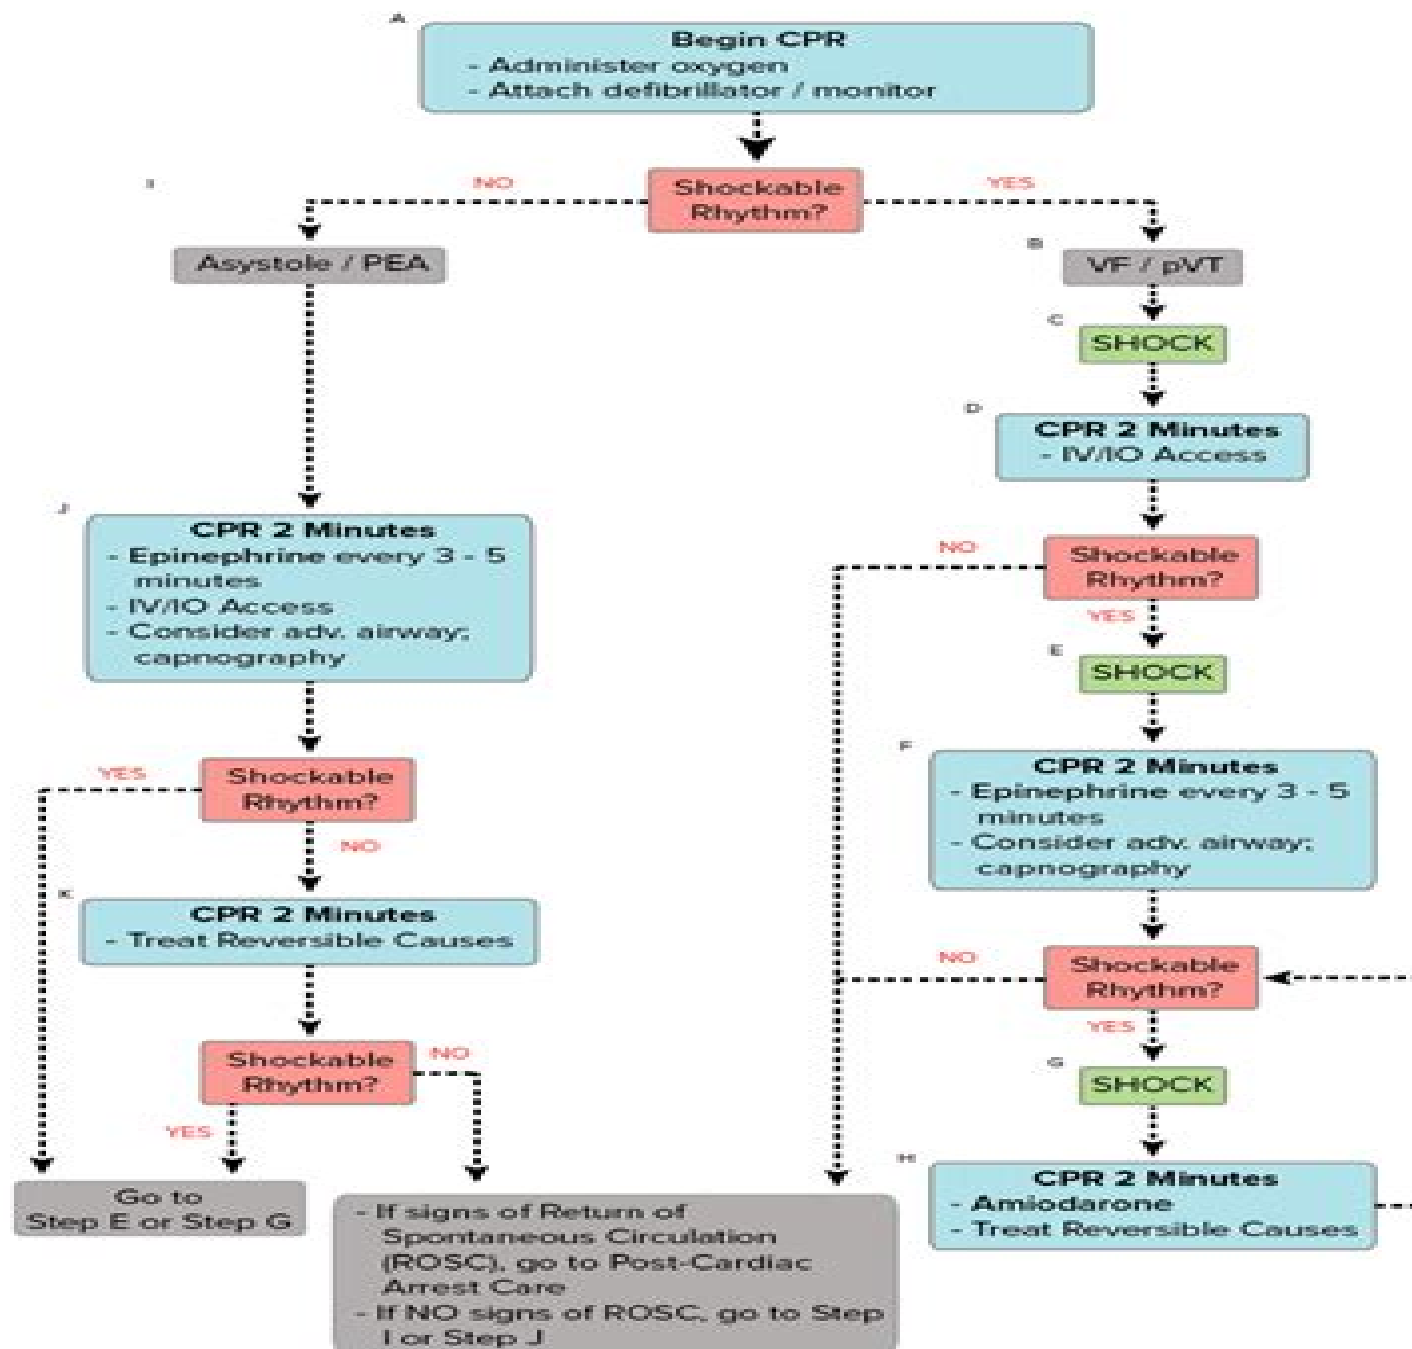 A
Begin CPR
- Administer oxygen
- Attach defibrillator / monitor
Shockable
Rhythm?
NO
YES
I
Asystole / PEA
B
VF / pVT
C
SHOCK
D
CPR 2 Minutes
- IV/IO Access
Shockable
Rhythm?
NO
YES
E
SHOCK
F
CPR 2 Minutes
- Epinephrine every 3 - 5
minutes
- Consider adv. airway;
capnography
Shockable
Rhythm?
NO
YES
G
SHOCK
H
CPR 2 Minutes
- Amiodarone
- Treat Reversible Causes
J
CPR 2 Minutes
- Epinephrine every 3 - 5
minutes
- IV/IO Access
- Consider adv. airway;
capnography
Shockable
Rhythm?
YES
NO
K
CPR 2 Minutes
- Treat Reversible Causes
Shockable
Rhythm?
NO
YES
Go to
Step E or Step G
- If signs of Return of
Spontaneous Circulation
(ROSC), go to Post-Cardiac
Arrest Care
- If NO signs of ROSC, go to Step
I or Step J